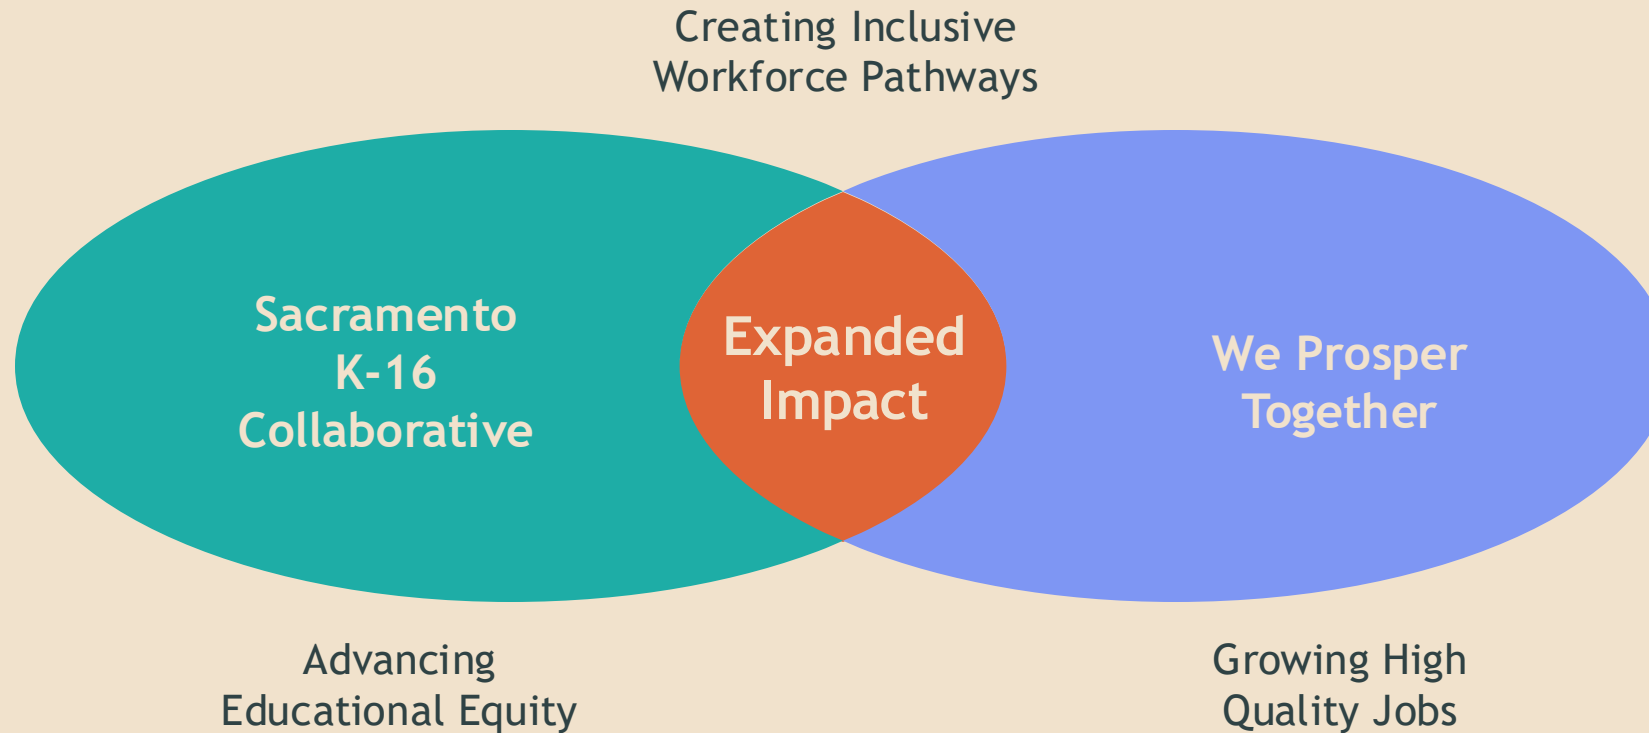 Creating Inclusive
Workforce Pathways
Sacramento
K-16
Collaborative
Expanded
Impact
We Prosper
Together
Advancing
Educational Equity
Growing High
Quality Jobs